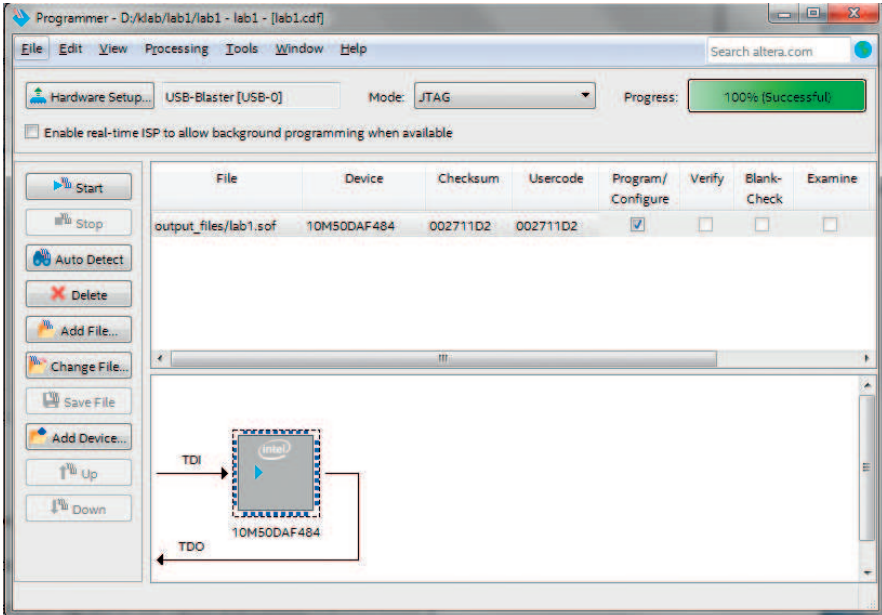 Programmer - D:/klab/lab1/lab1 - lab1 - [lab1.cdf]
File Edit View Processing Tools Window Help
Search altera.com
Hardware Setup... USB-Blaster [USB-0] Mode: JTAG Progress: 100% (Successful)
Enable real-time ISP to allow background programming when available
Start
Stop
Auto Detect
Delete
Add File...
Change File...
Save File
Add Device...
Up
Down
File Device Checksum Usercode Program/ Verify Blank- Examine
Configure Check
output_files/lab1.sof 10M50DAF484 002711D2 002711D2
intel
TDI
10M50DAF484
TDO